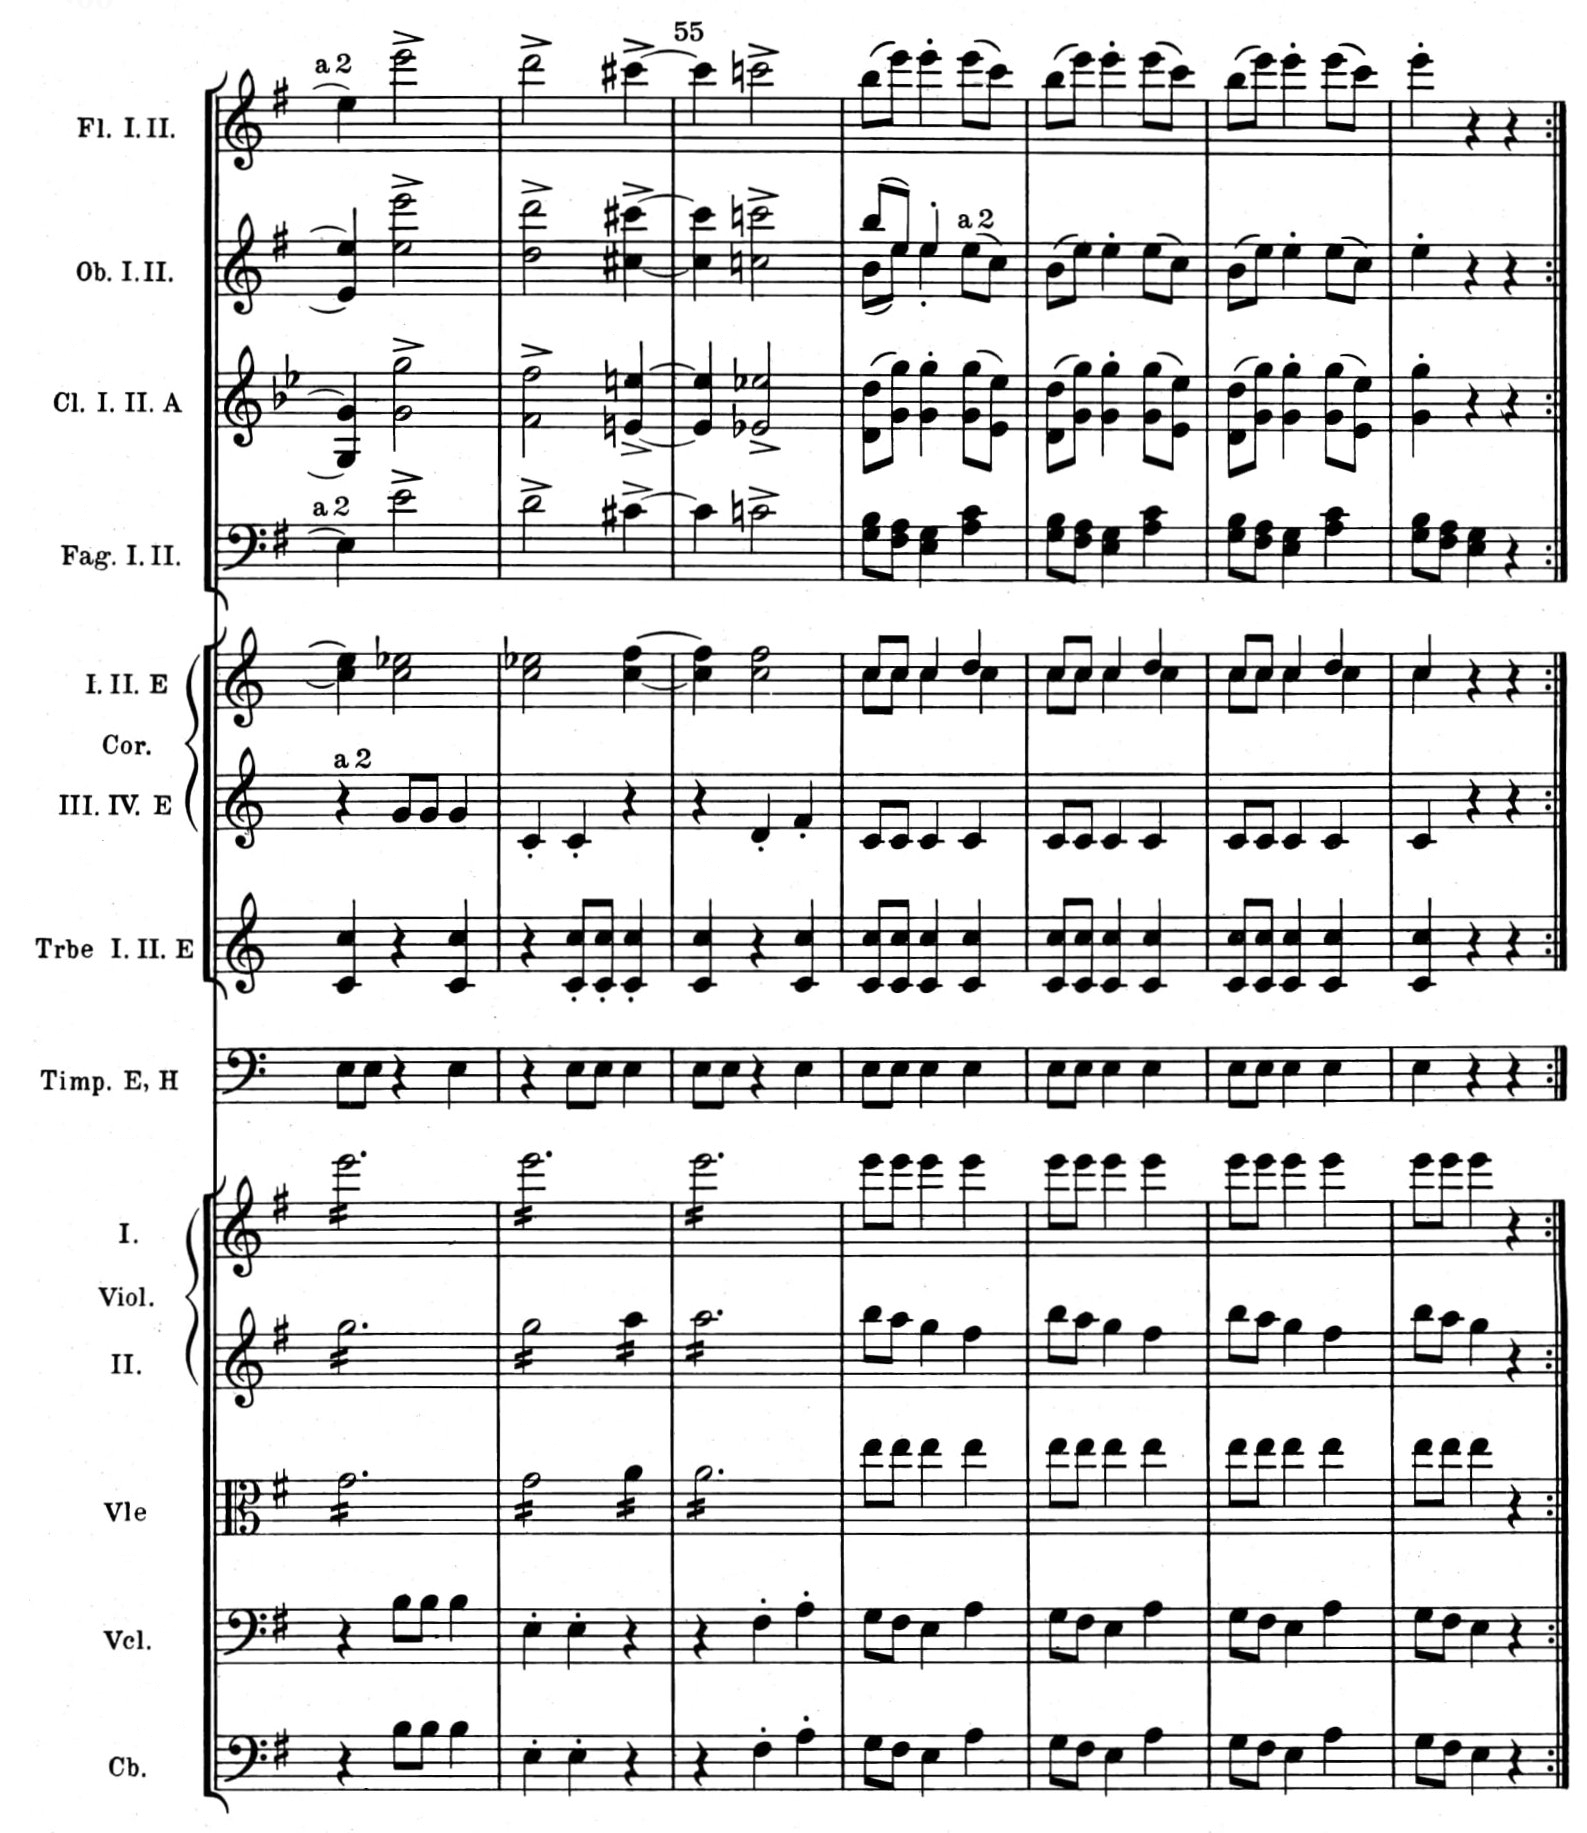 55
a 2
Fl. I. II.
Ob. I. II.
a 2
Cl. I. II. A
a 2
Fag. I. II.
I. II. E
Cor.
a 2
III. IV. E
Trbe I. II. E
Timp. E, H
I.
Viol.
II.
Vle
Vcl.
Cb.